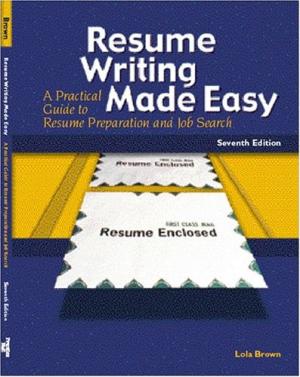 Brown
Resume Writing Made Easy
A Practical Guide to Resume Preparation and Job Search
Seventh Edition
Prentice Hall
Resume
Writing
Made Easy
A Practical
Guide to
Resume Preparation and Job Search
Seventh Edition
FIRST CLASS MAIL
Resume Enclosed
FIRST CLASS MAIL
Resume Enclosed
Lola Brown